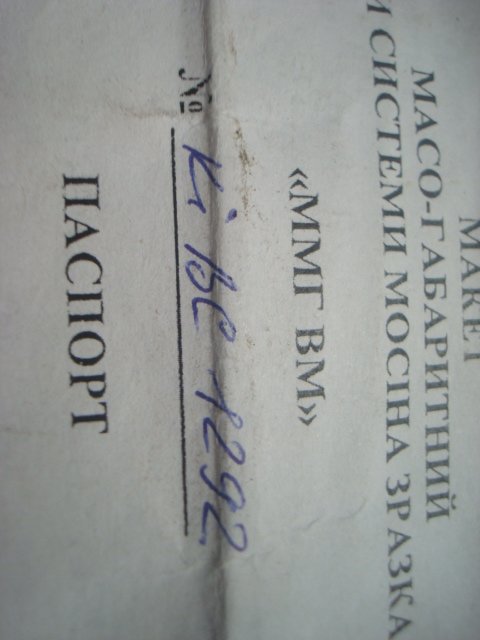 МАКЕТ
МАСО-ГАБАРИТНИЙ
СИСТЕМИ МОСІНА ЗРАЗКА
«ММГ ВМ»
№ Кі ВС 1292
ПАСПОРТ